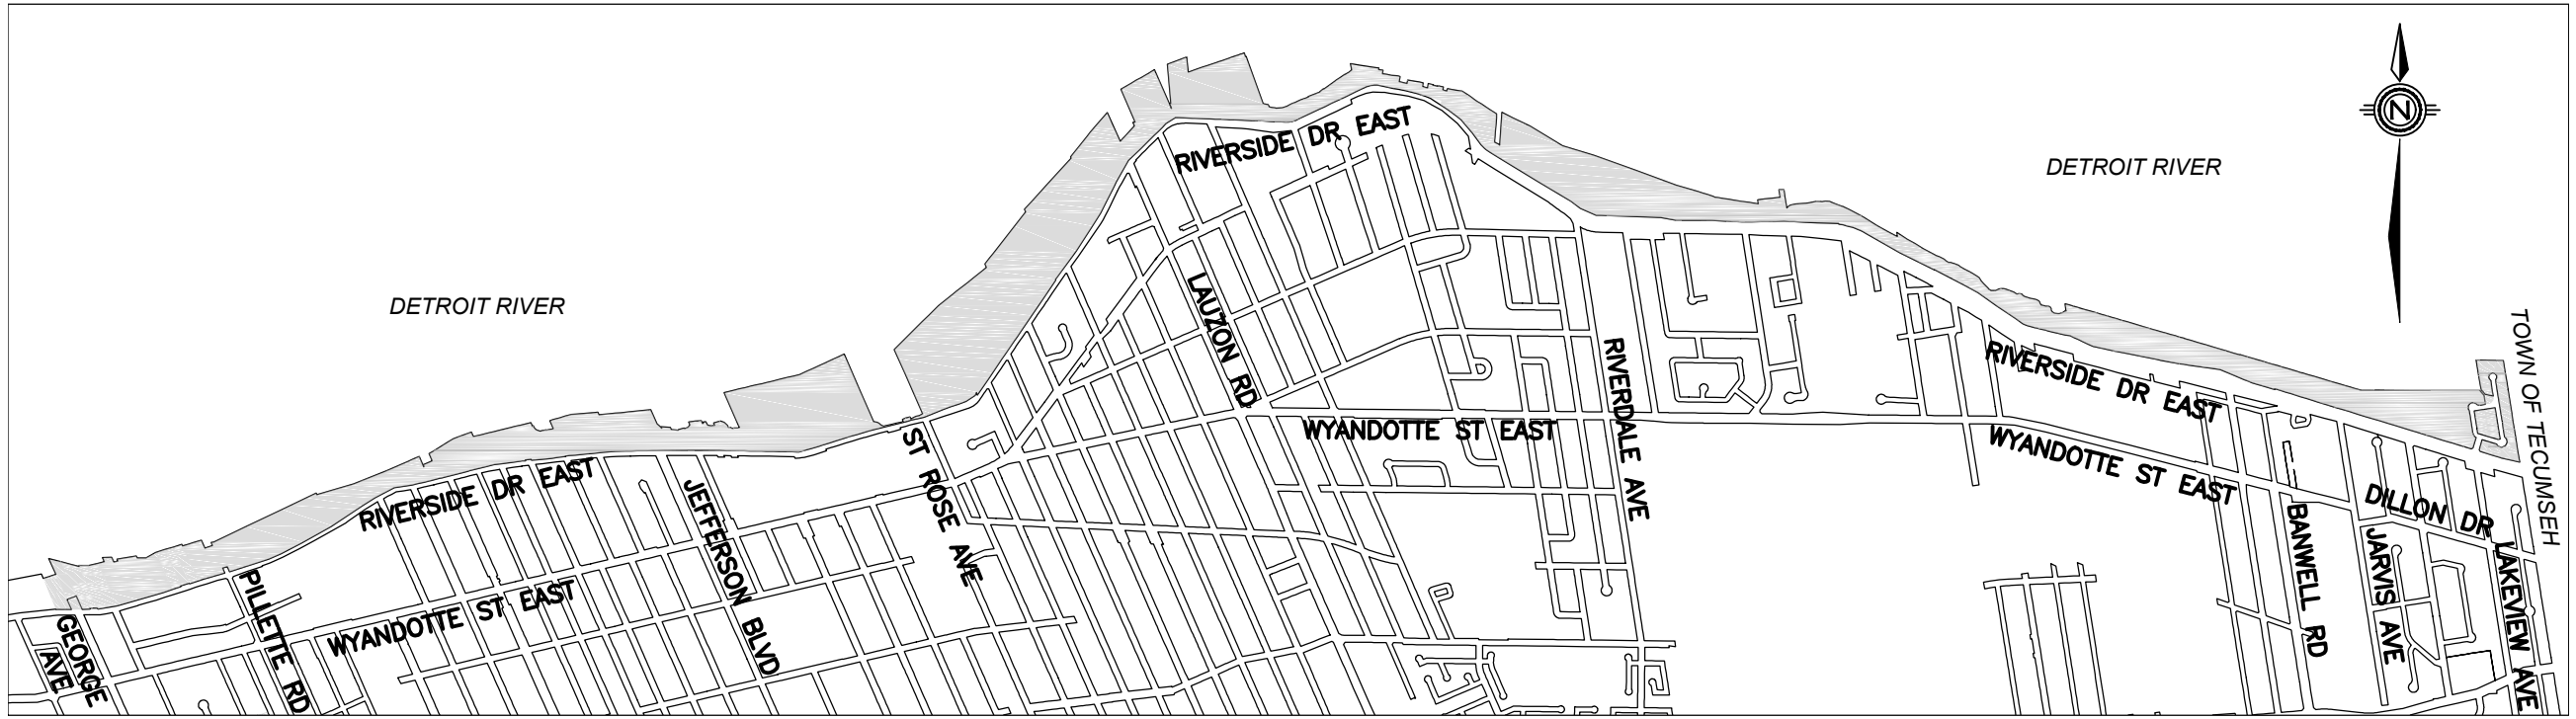 N
RIVERSIDE DR EAST
DETROIT RIVER
DETROIT RIVER
LAUZON RD
TOWN OF TECUMSEH
RIVERDALE AVE
RIVERSIDE DR EAST
WYANDOTTE ST EAST
WYANDOTTE ST EAST
ST ROSE AVE
RIVERSIDE DR EAST
JEFFERSON BLVD
DILLON DR
BANWELL RD
JARVIS AVE
LAKEVIEW AVE
PILLETTE RD
WYANDOTTE ST EAST
GEORGE
AVE